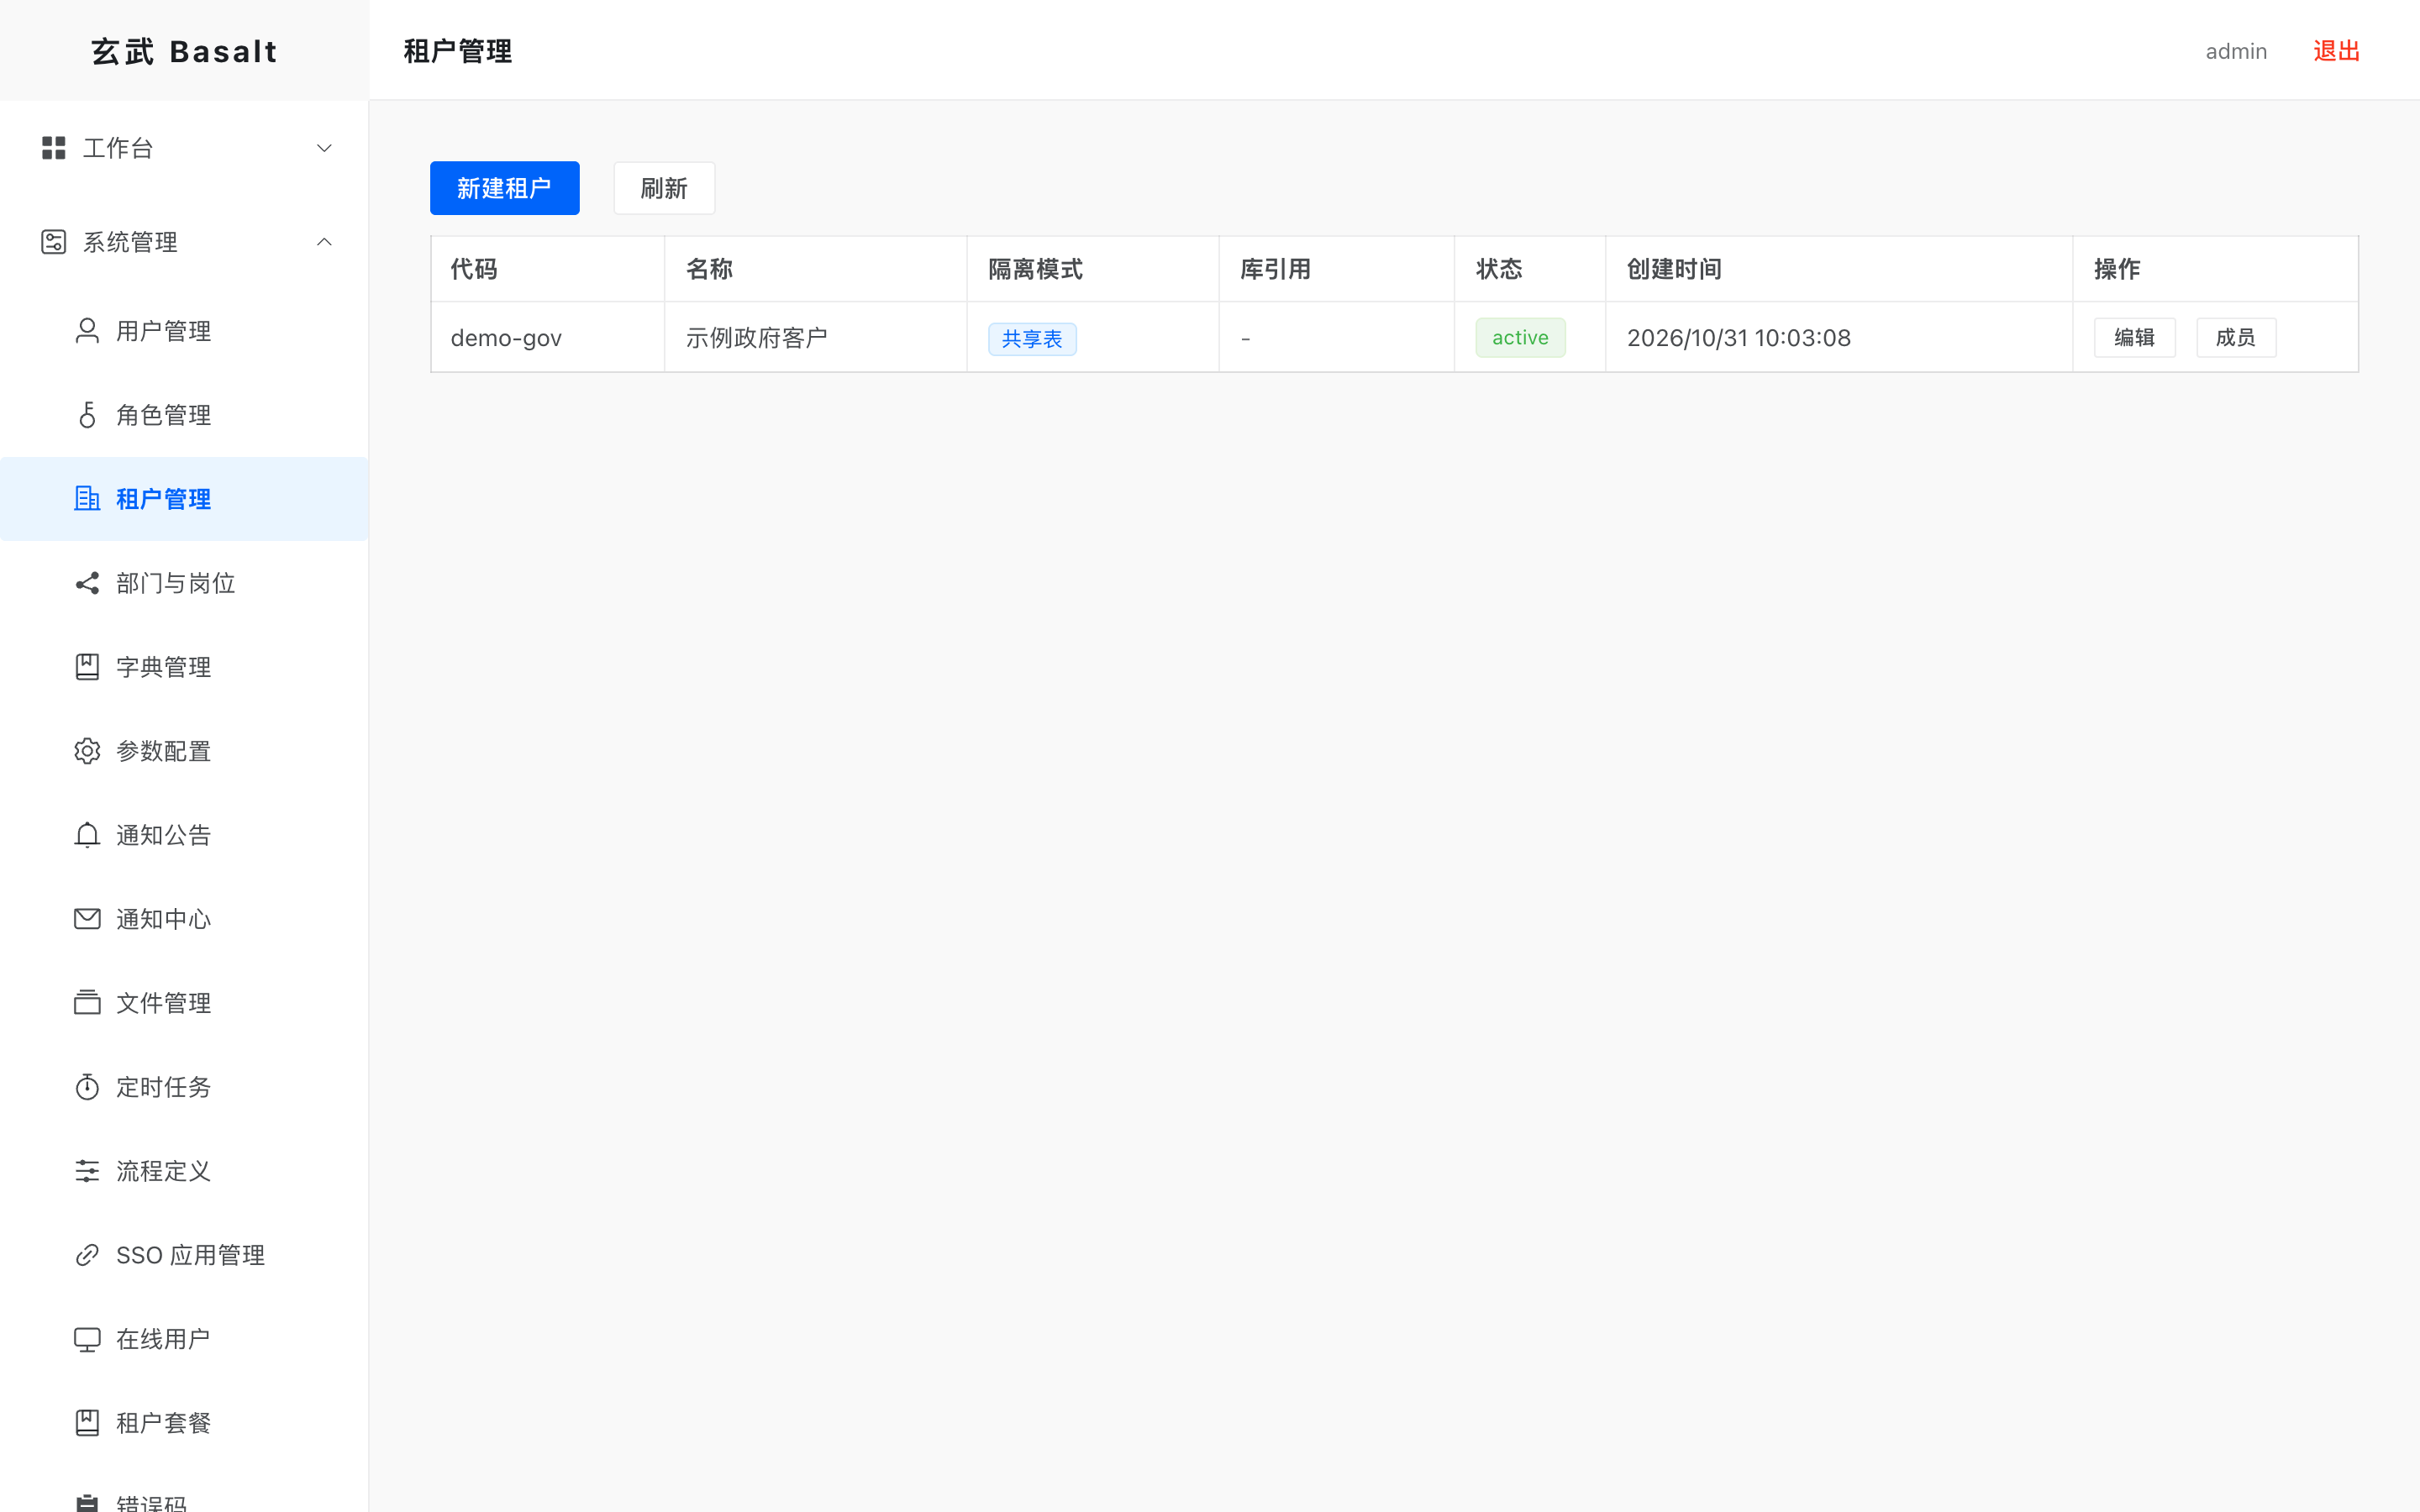 玄武 Basalt
租户管理
admin
退出
工作台
系统管理
用户管理
角色管理
租户管理
部门与岗位
字典管理
参数配置
通知公告
通知中心
文件管理
定时任务
流程定义
SSO 应用管理
在线用户
租户套餐
错误码
新建租户
刷新
代码 名称 隔离模式 库引用 状态 创建时间 操作
demo-gov 示例政府客户 共享表 - active 2026/10/31 10:03:08 编辑 成员